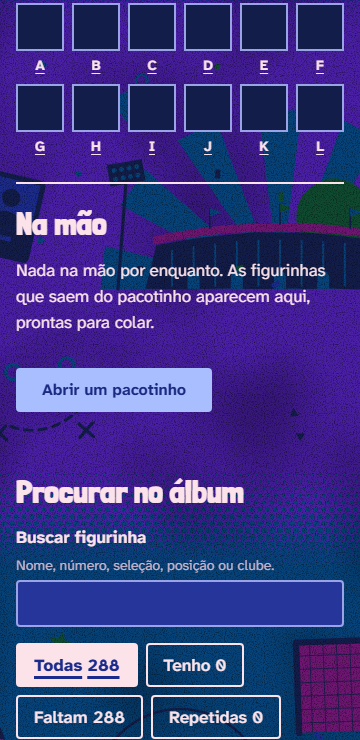 A B C D E F
G H I J K L
Na mão
Nada na mão por enquanto. As figurinhas
que saem do pacotinho aparecem aqui,
prontas para colar.
Abrir um pacotinho
Procurar no álbum
Buscar figurinha
Nome, número, seleção, posição ou clube.
Todas 288
Tenho 0
Faltam 288
Repetidas 0